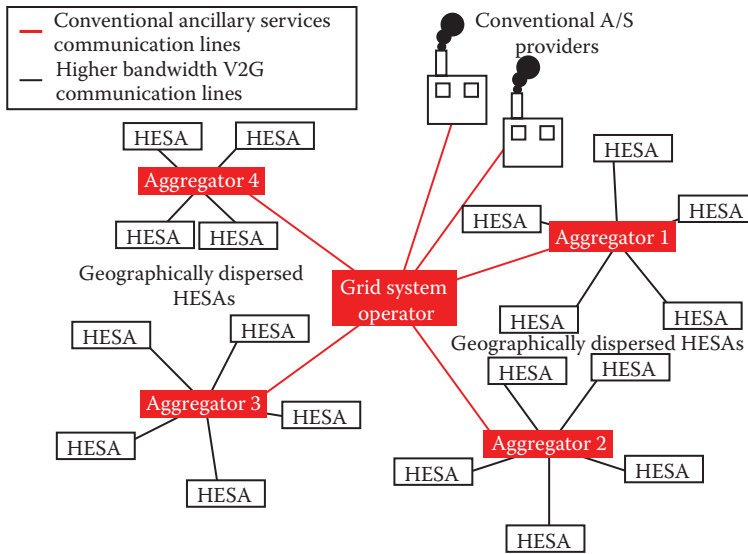 Conventional ancillary services
communication lines
Higher bandwidth V2G
communication lines
Conventional A/S
providers
HESA
HESA
Aggregator 4
HESA
HESA
HESA
HESA
HESA
Aggregator 1
HESA
HESA
Geographically dispersed
HESAs
Grid system
operator
Geographically dispersed HESAs
HESA
HESA
Aggregator 3
HESA
HESA
HESA
HESA
HESA
Aggregator 2
HESA
HESA
HESA